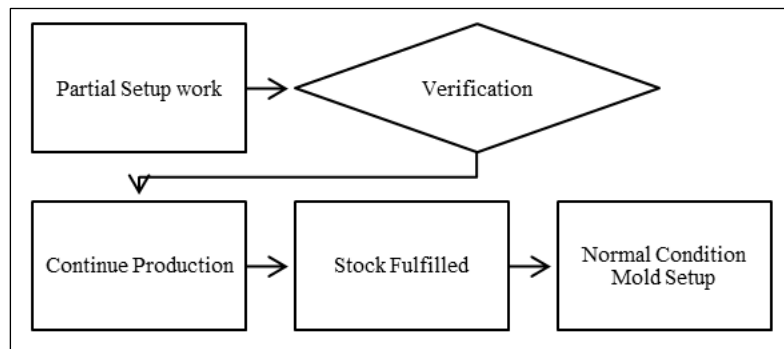 Partial Setup work
Verification
Continue Production
Stock Fulfilled
Normal Condition
Mold Setup